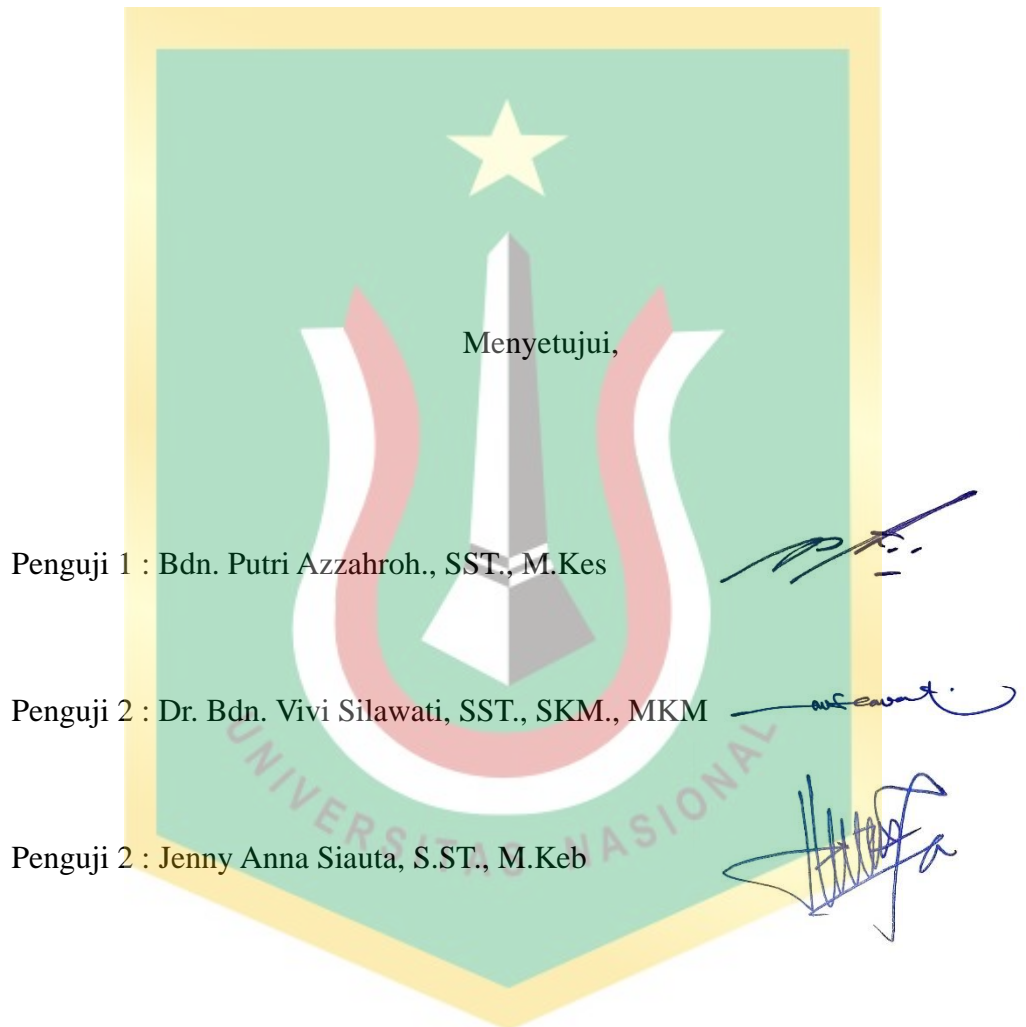 Menyetujui,
Penguji 1 : Bdn. Putri Azzahroh., SST., M.Kes
Penguji 2 : Dr. Bdn. Vivi Silawati, SST., SKM., MKM
Penguji 2 : Jenny Anna Siauta, S.ST., M.Keb
UNIVERSITAS NASIONAL